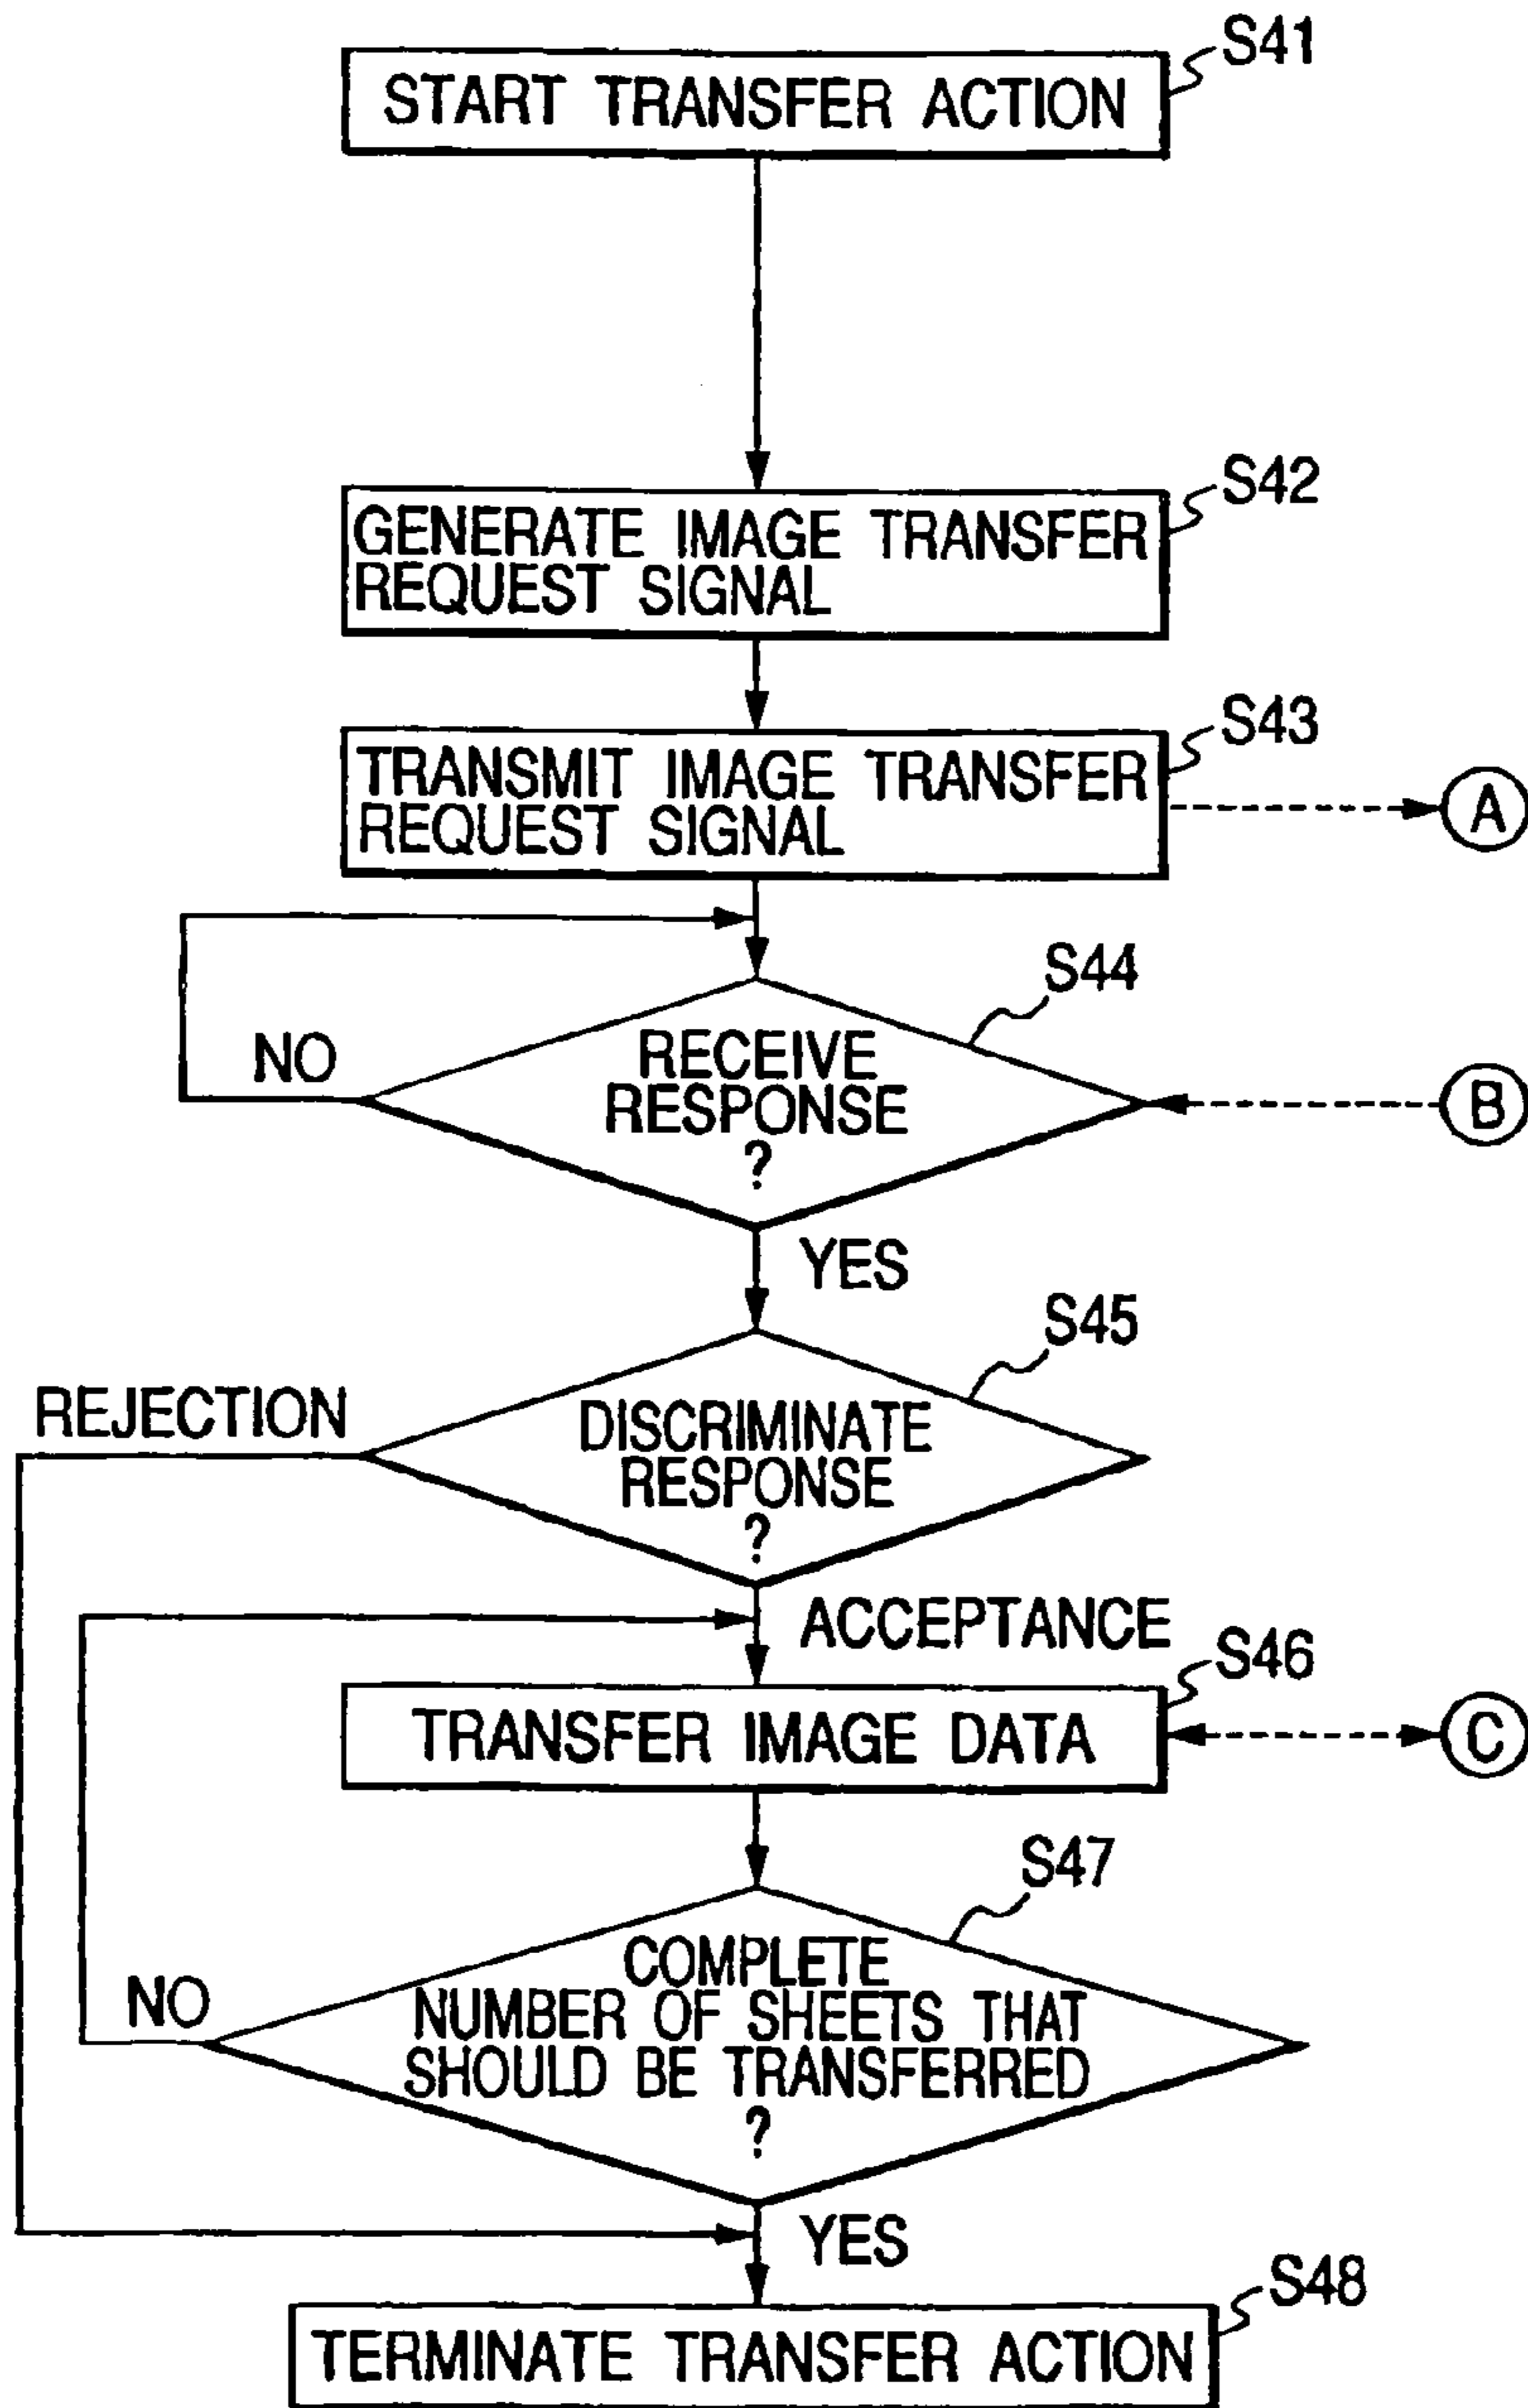 S41
START TRANSFER ACTION
S42
GENERATE IMAGE TRANSFER
REQUEST SIGNAL
S43
TRANSMIT IMAGE TRANSFER
REQUEST SIGNAL
A
S44
NO
RECEIVE
RESPONSE
?
B
YES
S45
REJECTION
DISCRIMINATE
RESPONSE
?
ACCEPTANCE
S46
TRANSFER IMAGE DATA
C
S47
NO
COMPLETE
NUMBER OF SHEETS THAT
SHOULD BE TRANSFERRED
?
YES
S48
TERMINATE TRANSFER ACTION